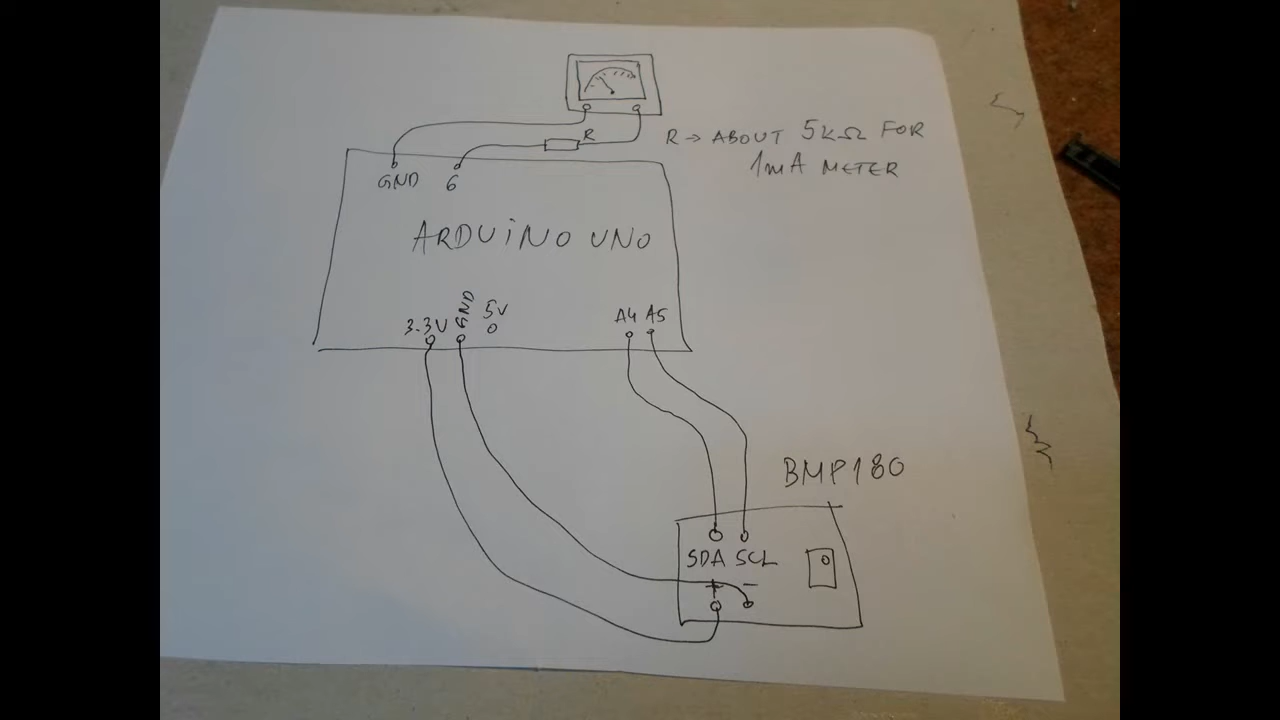 R
R → ABOUT 5KΩ FOR
1mA METER
GND 6
ARDUiNO UNO
3.3V GND 5V
A4 A5
BMP180
SDA SCL
+ −